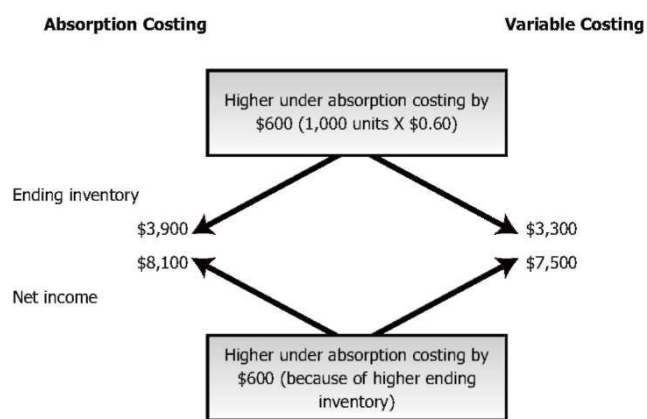 Absorption Costing
Variable Costing
Higher under absorption costing by
$600 (1,000 units X $0.60)
Ending inventory
$3,900
$3,300
$8,100
$7,500
Net income
Higher under absorption costing by
$600 (because of higher ending
inventory)